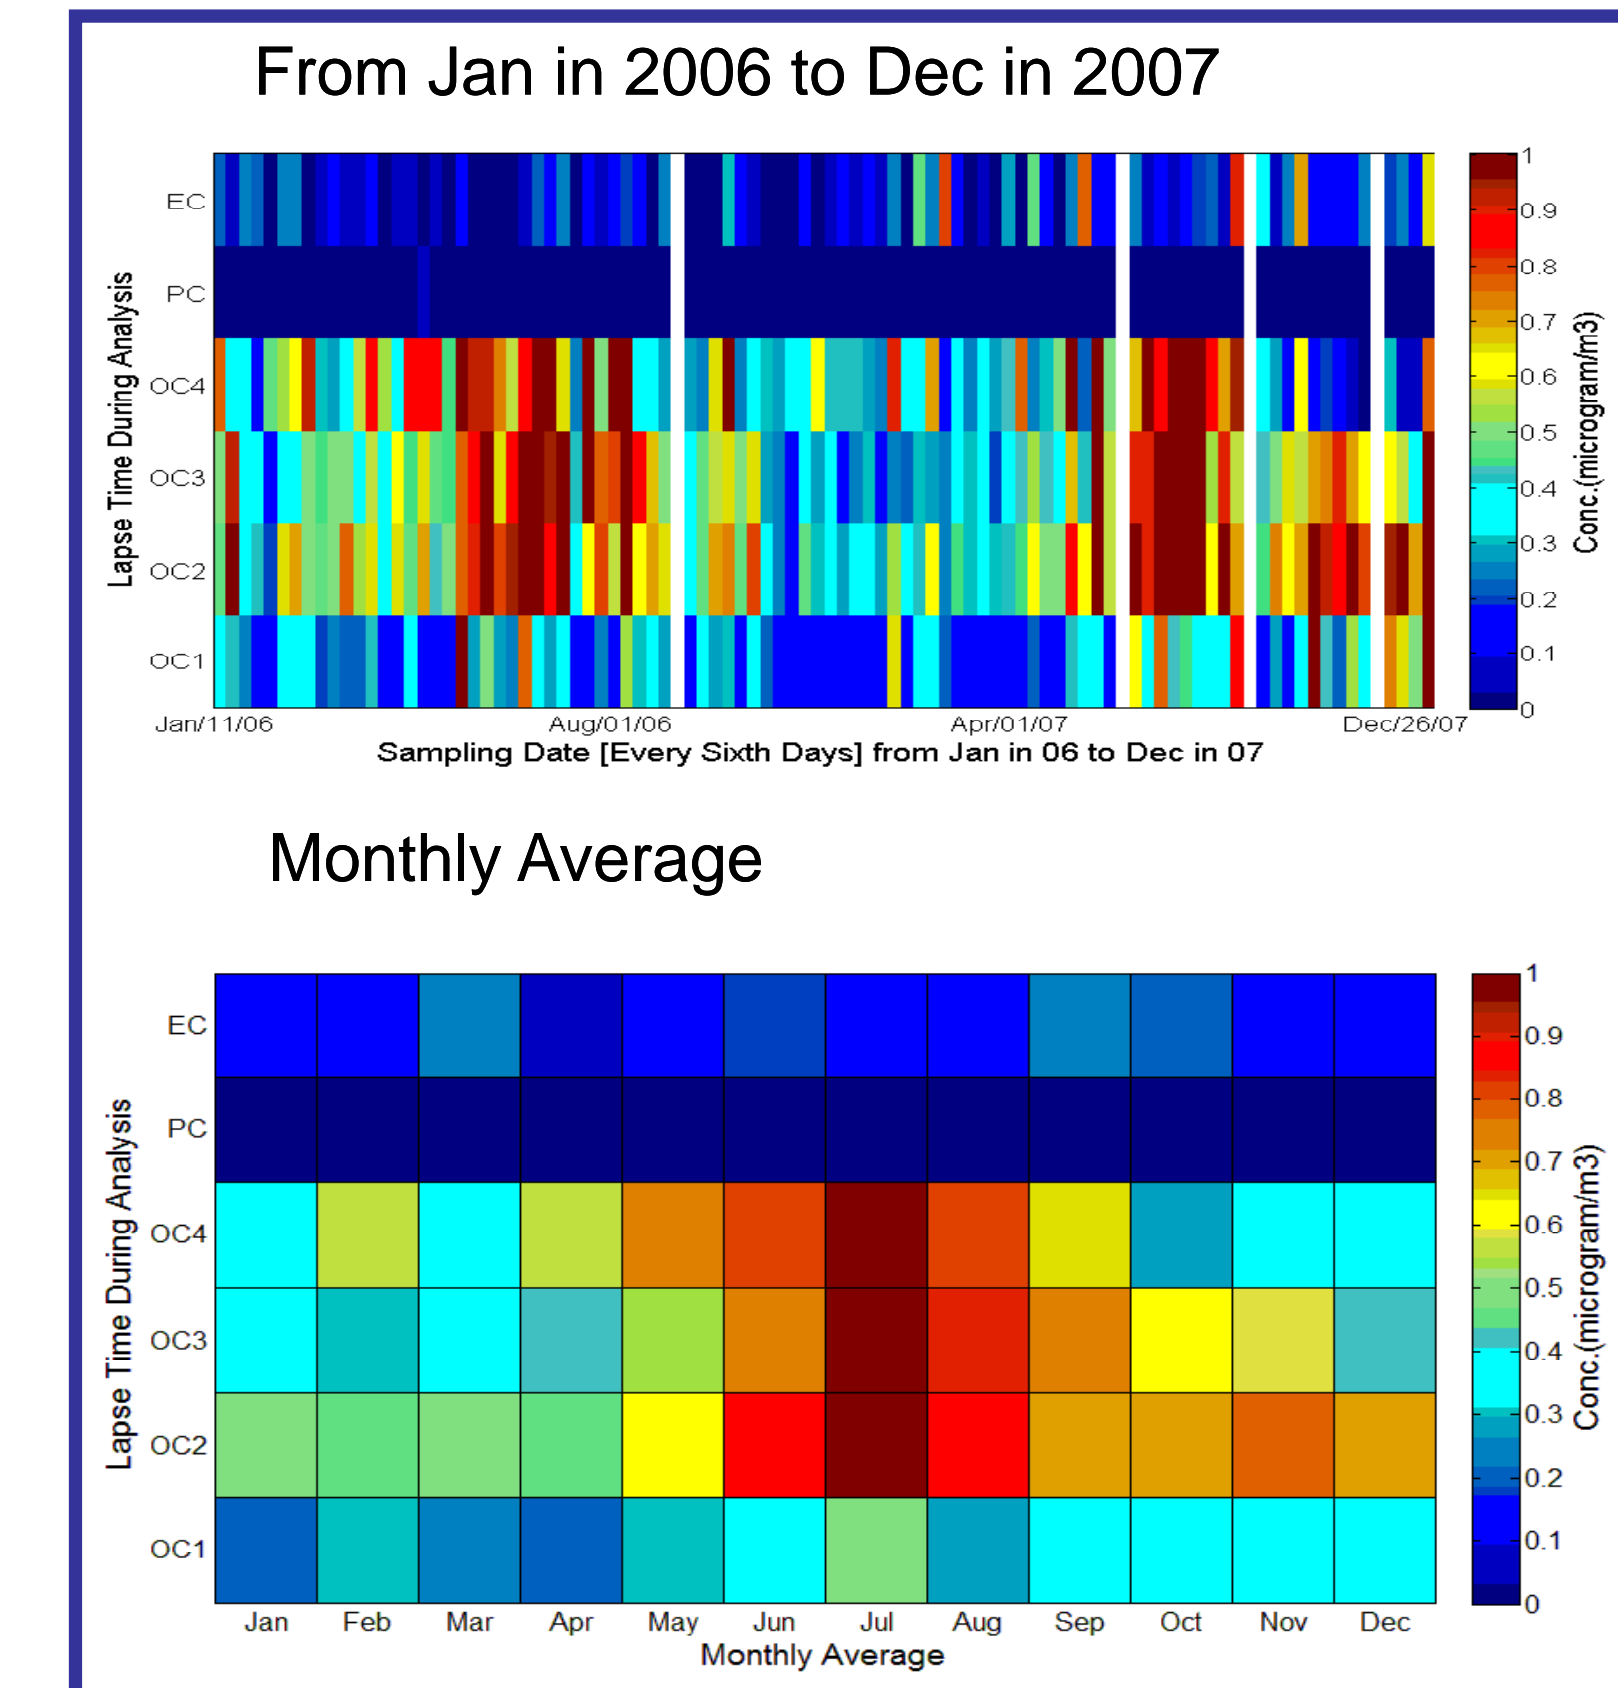 From Jan in 2006 to Dec in 2007
EC
PC
OC4
OC3
OC2
OC1
Lapse Time During Analysis
Jan/11/06 Aug/01/06 Apr/01/07 Dec/26/07
Sampling Date [Every Sixth Days] from Jan in 06 to Dec in 07
1
0.9
0.8
0.7
0.6
0.5
0.4
0.3
0.2
0.1
0
Conc.(microgram/m3)
Monthly Average
EC
PC
OC4
OC3
OC2
OC1
Lapse Time During Analysis
Jan Feb Mar Apr May Jun Jul Aug Sep Oct Nov Dec
Monthly Average
1
0.9
0.8
0.7
0.6
0.5
0.4
0.3
0.2
0.1
0
Conc.(microgram/m3)